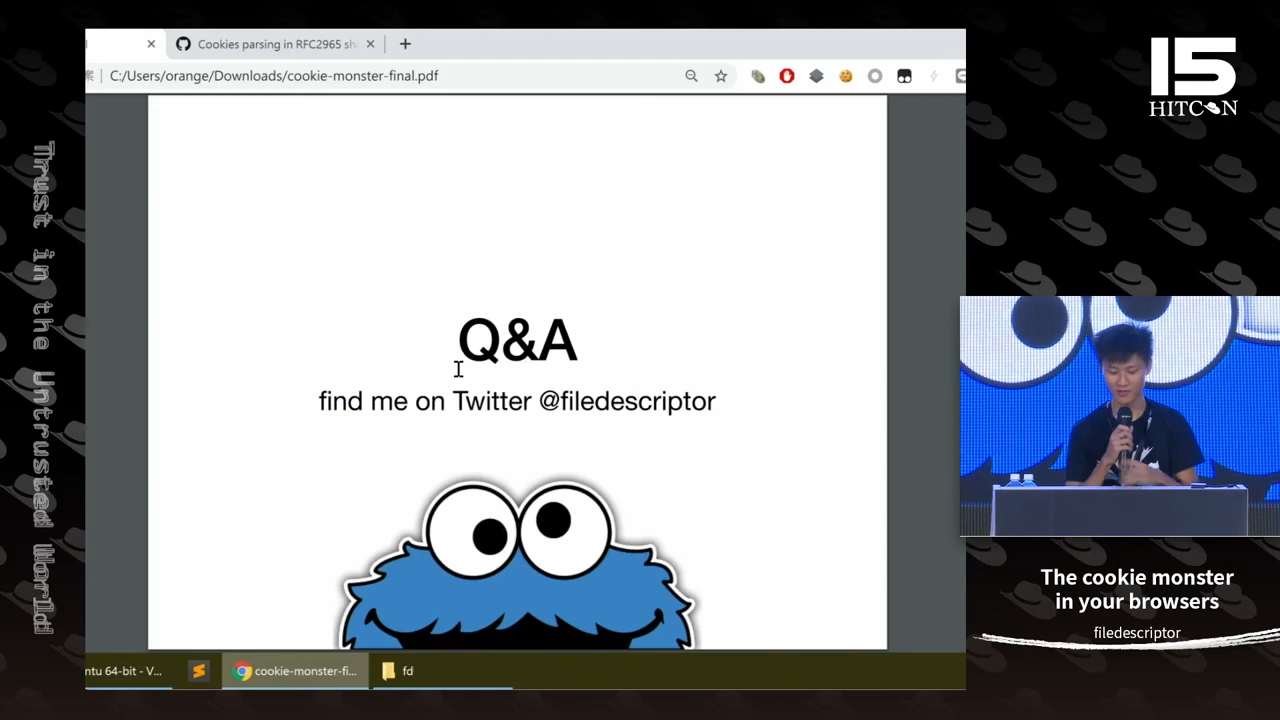 Cookies parsing in RFC2965 sh
C:/Users/orange/Downloads/cookie-monster-final.pdf
Q&A
find me on Twitter @filedescriptor
ntu 64-bit - V...
cookie-monster-fi...
fd
Thrust in the Untrusted World
15
HITCON
The cookie monster
in your browsers
filedescriptor